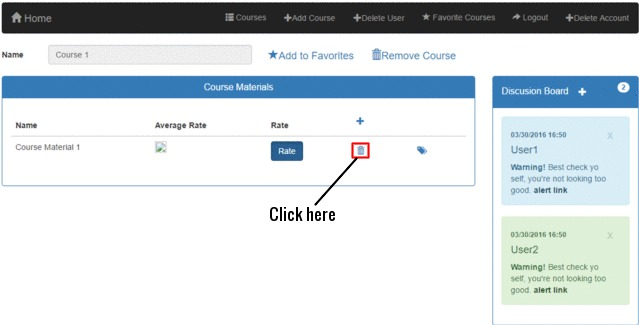 Home Courses Add Course Delete User Favorite Courses Logout Delete Account
Name Course 1 Add to Favorites Remove Course
Course Materials
Name Average Rate Rate
Course Material 1 Rate
Click here
Discusion Board 2
03/30/2016 16:50 x
User1
Warning! Best check yo
self, you're not looking too
good. alert link
03/30/2016 16:50 x
User2
Warning! Best check yo
self, you're not looking too
good. alert link